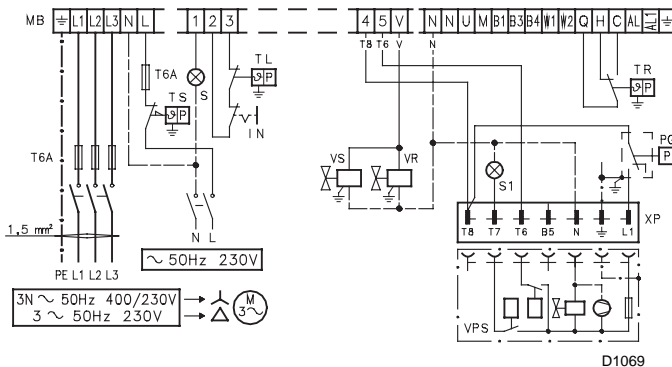 MB ⏚ L1 L2 L3 N L 1 2 3 4 5 V N N U M B1 B3 B4 W1 W2 Q H C AL AL1 ⏚
T8 T6 V N
T6A
TS
ϑ P
S
TL
ϑ P
I N
TR
ϑ P
PG
P
T6A
VS VR
S1
1,5 mm²
N L
T8 T7 T6 B5 N ⏚ L1
XP
PE L1 L2 L3
~ 50Hz 230V
3N ~ 50Hz 400/230V
3 ~ 50Hz 230V
M
3~
VPS
D1069